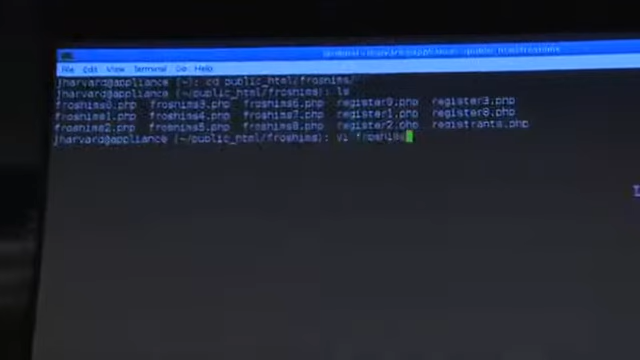 File Edit View Terminal Go Help
jharvard@appliance (~): cd public_html/froshims/
jharvard@appliance (~/public_html/froshims): ls
froshims0.php froshims3.php froshims6.php register0.php register3.php
froshims1.php froshims4.php froshims7.php register1.php register8.php
froshims2.php froshims5.php froshims8.php register2.php registrants.php
jharvard@appliance (~/public_html/froshims): vi